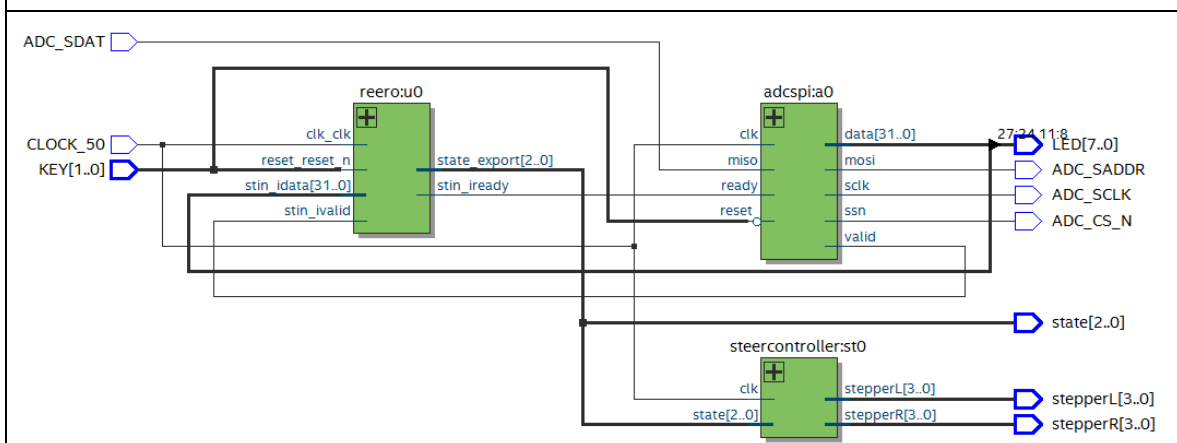 ADC_SDAT
CLOCK_50
KEY[1..0]
reero:u0
clk_clk
reset_reset_n
stin_idata[31..0]
stin_ivalid
state_export[2..0]
stin_iready
adcspi:a0
clk
miso
ready
reset
data[31..0]
mosi
sclk
ssn
valid
27:24,11:8
LED[7..0]
ADC_SADDR
ADC_SCLK
ADC_CS_N
state[2..0]
steercontroller:st0
clk
state[2..0]
stepperL[3..0]
stepperR[3..0]
stepperL[3..0]
stepperR[3..0]